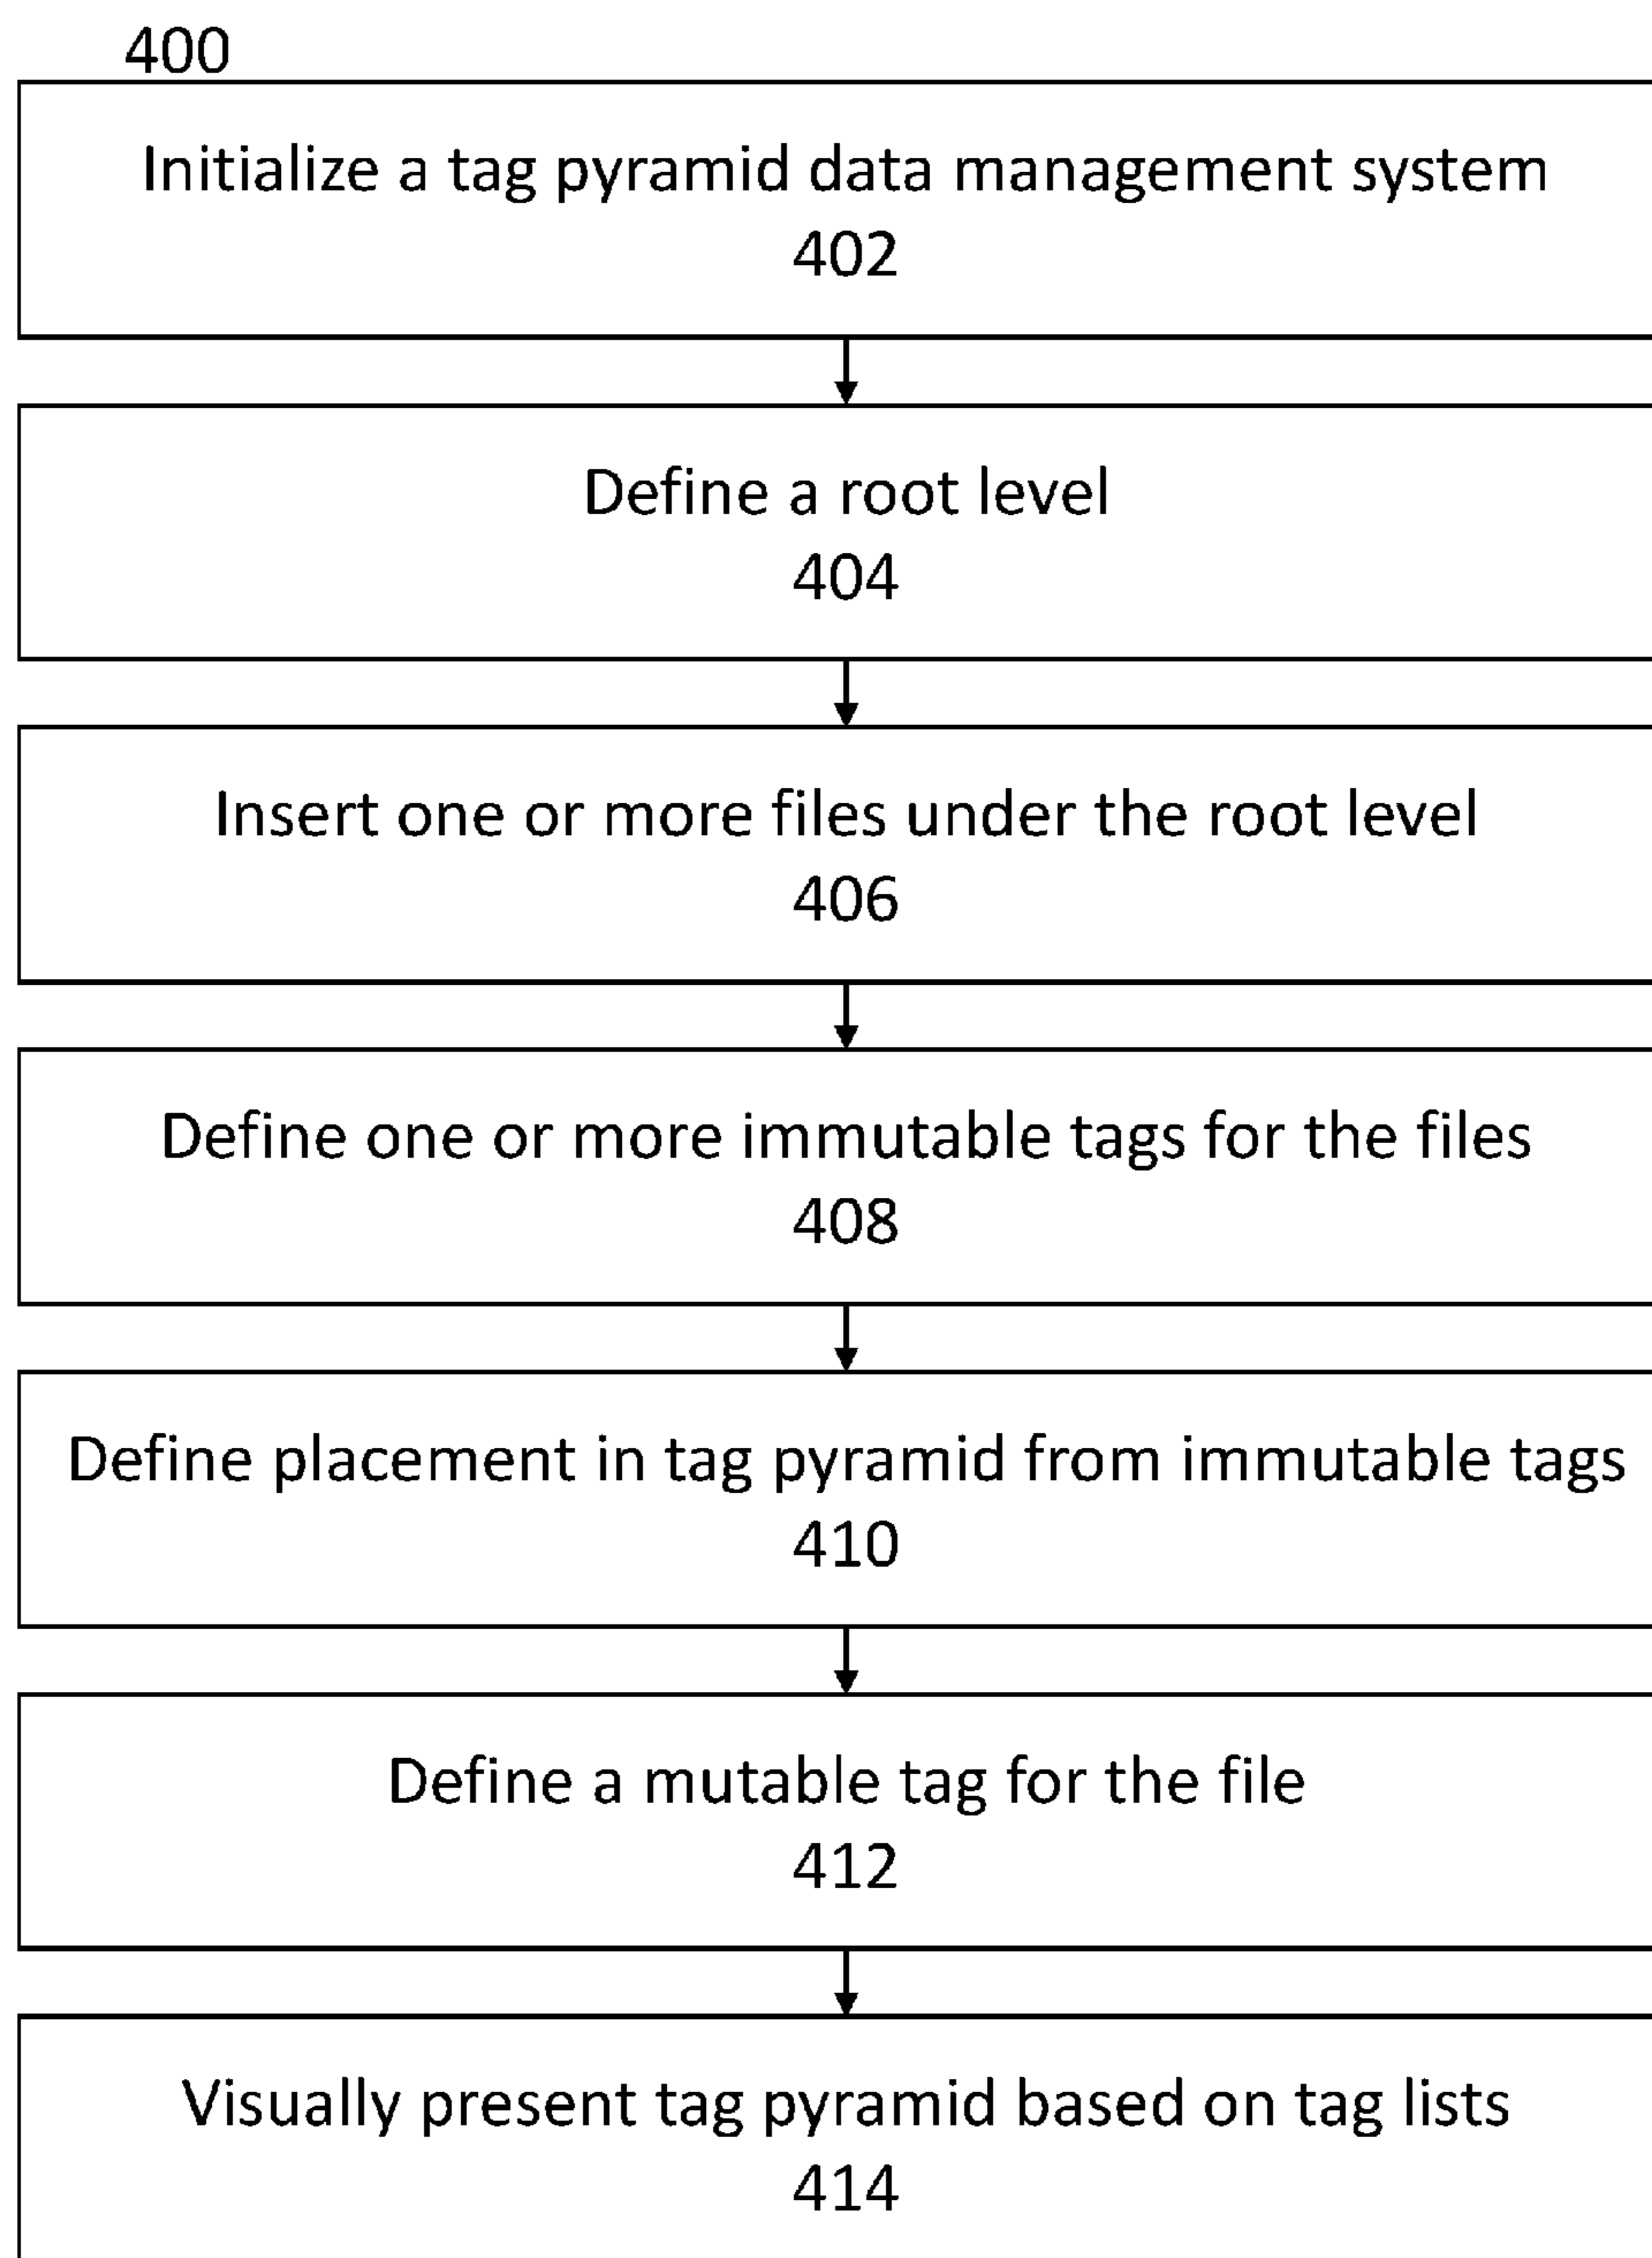 400
Initialize a tag pyramid data management system
402
Define a root level
404
Insert one or more files under the root level
406
Define one or more immutable tags for the files
408
Define placement in tag pyramid from immutable tags
410
Define a mutable tag for the file
412
Visually present tag pyramid based on tag lists
414